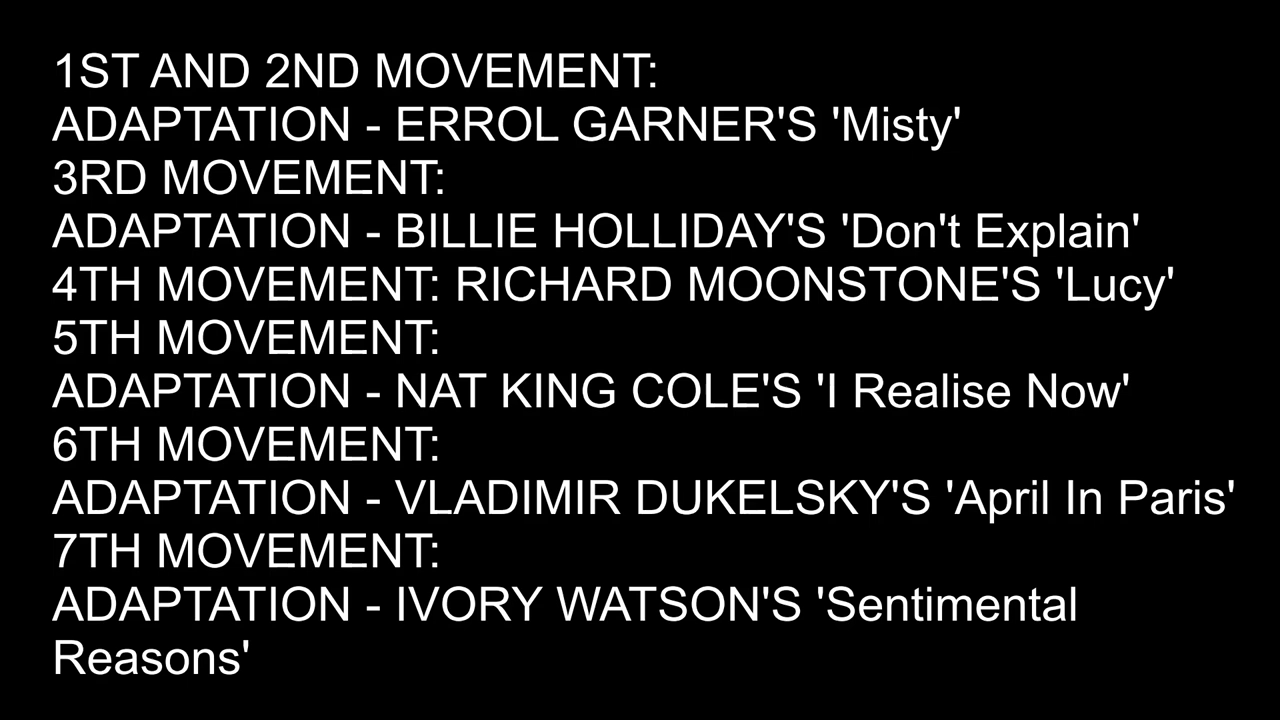 1ST AND 2ND MOVEMENT:
ADAPTATION - ERROL GARNER'S 'Misty'
3RD MOVEMENT:
ADAPTATION - BILLIE HOLLIDAY'S 'Don't Explain'
4TH MOVEMENT: RICHARD MOONSTONE'S 'Lucy'
5TH MOVEMENT:
ADAPTATION - NAT KING COLE'S 'I Realise Now'
6TH MOVEMENT:
ADAPTATION - VLADIMIR DUKELSKY'S 'April In Paris'
7TH MOVEMENT:
ADAPTATION - IVORY WATSON'S 'Sentimental
Reasons'